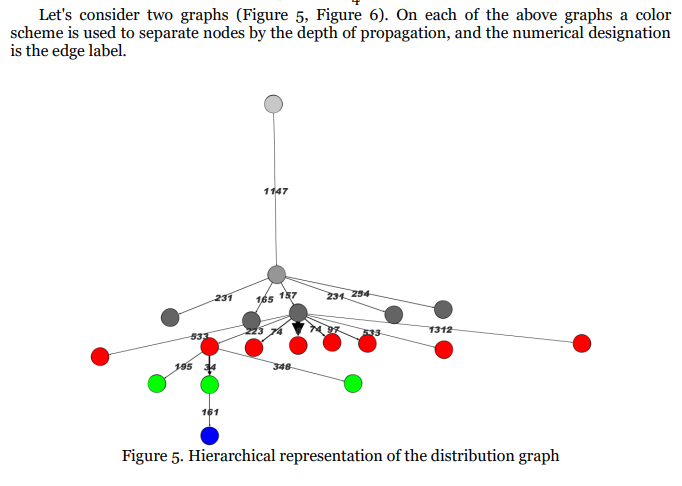 Let's consider two graphs (Figure 5, Figure 6). On each of the above graphs a color
scheme is used to separate nodes by the depth of propagation, and the numerical designation
is the edge label.
1147
231 165 157 231 254
533 223 74 74 97 533 1312
195 34 348
161
Figure 5. Hierarchical representation of the distribution graph